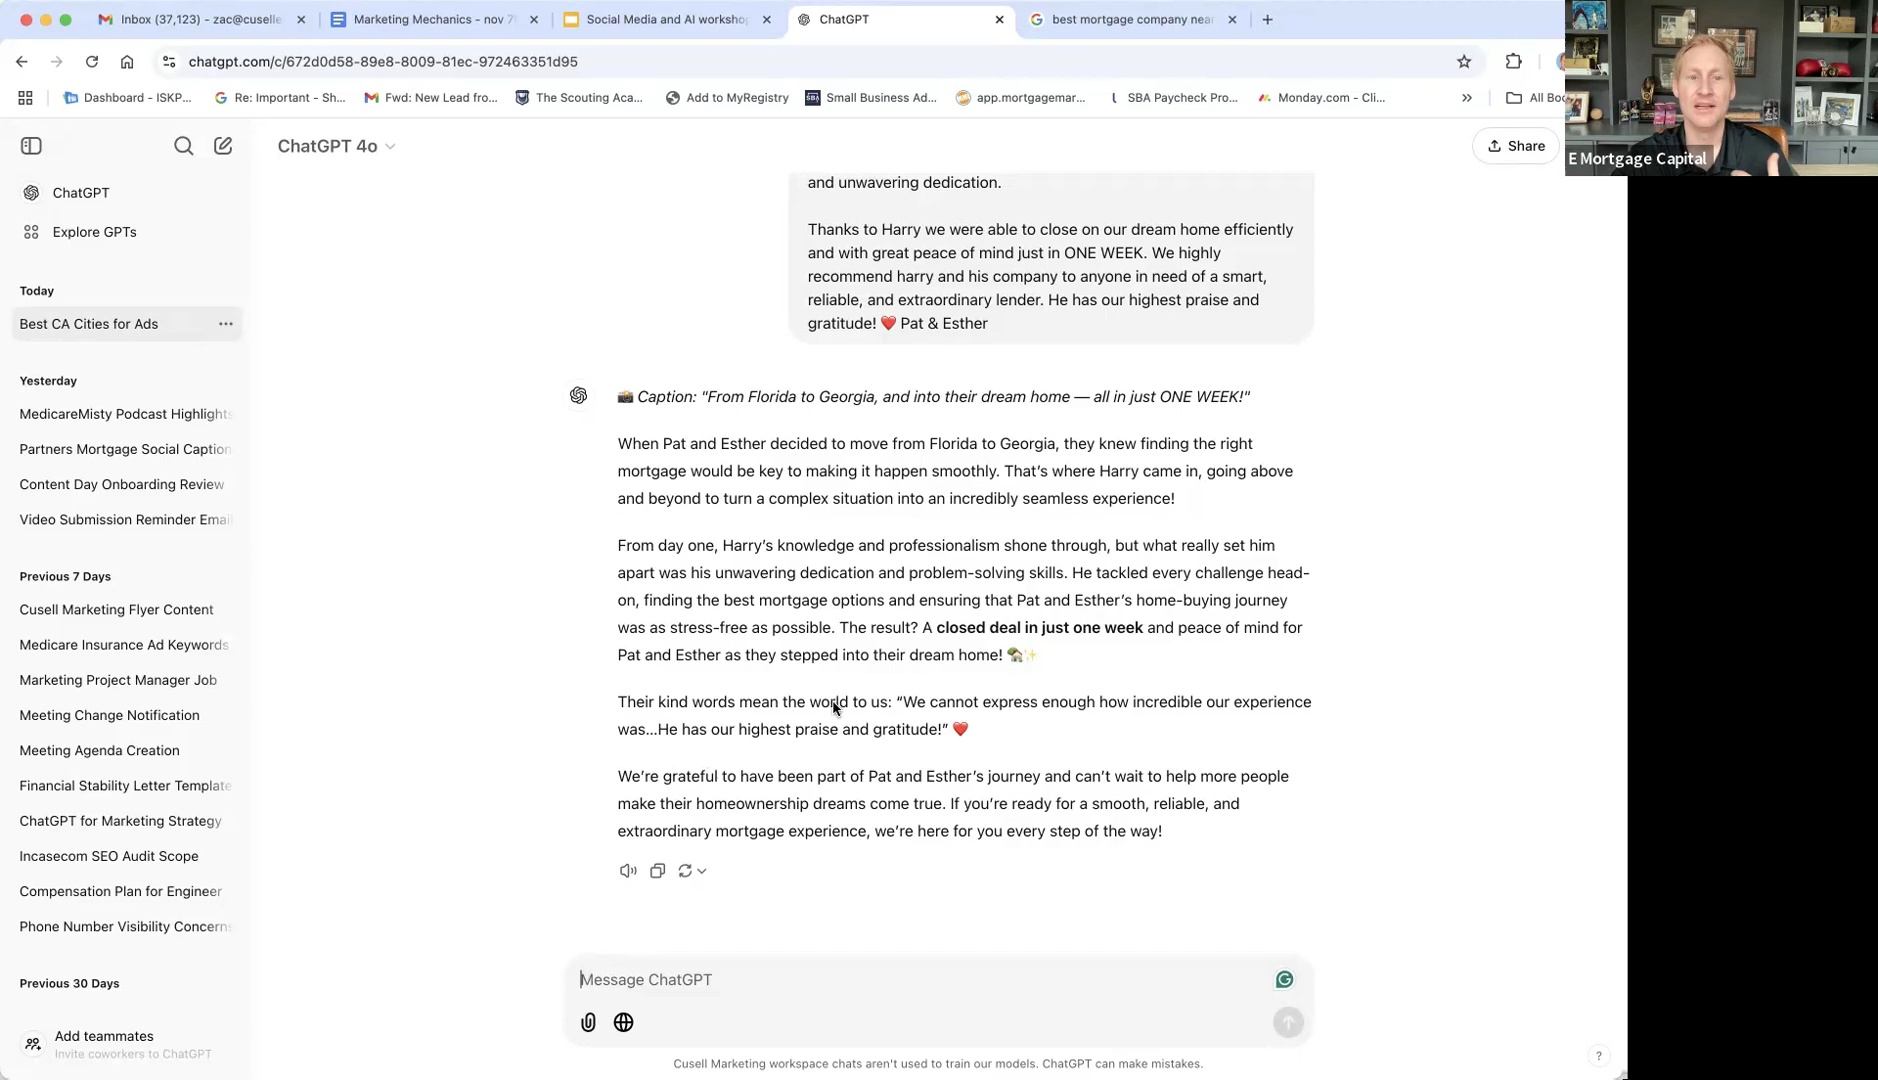 Inbox (37,123) - zac@cuselle
Marketing Mechanics - nov 7
Social Media and AI workshop
ChatGPT
best mortgage company near
chatgpt.com/c/672d0d58-89e8-8009-81ec-972463351d95
Dashboard - ISKP...
Re: Important - Sh...
Fwd: New Lead fro...
The Scouting Aca...
Add to MyRegistry
SBA
Small Business Ad...
app.mortgagemar...
SBA Paycheck Pro...
Monday.com - Cli...
All Boo
E Mortgage Capital
ChatGPT 4o
Share
ChatGPT
Explore GPTs
Today
Best CA Cities for Ads
Yesterday
MedicareMisty Podcast Highlights
Partners Mortgage Social Caption
Content Day Onboarding Review
Video Submission Reminder Email
Previous 7 Days
Cusell Marketing Flyer Content
Medicare Insurance Ad Keywords
Marketing Project Manager Job
Meeting Change Notification
Meeting Agenda Creation
Financial Stability Letter Template
ChatGPT for Marketing Strategy
Incasecom SEO Audit Scope
Compensation Plan for Engineer
Phone Number Visibility Concerns
Previous 30 Days
Add teammates
Invite coworkers to ChatGPT
and unwavering dedication.
Thanks to Harry we were able to close on our dream home efficiently
and with great peace of mind just in ONE WEEK. We highly
recommend harry and his company to anyone in need of a smart,
reliable, and extraordinary lender. He has our highest praise and
gratitude! ❤️ Pat & Esther
📸 Caption: "From Florida to Georgia, and into their dream home — all in just ONE WEEK!"
When Pat and Esther decided to move from Florida to Georgia, they knew finding the right
mortgage would be key to making it happen smoothly. That’s where Harry came in, going above
and beyond to turn a complex situation into an incredibly seamless experience!
From day one, Harry’s knowledge and professionalism shone through, but what really set him
apart was his unwavering dedication and problem-solving skills. He tackled every challenge head-
on, finding the best mortgage options and ensuring that Pat and Esther’s home-buying journey
was as stress-free as possible. The result? A closed deal in just one week and peace of mind for
Pat and Esther as they stepped into their dream home! 🏡✨
Their kind words mean the world to us: “We cannot express enough how incredible our experience
was…He has our highest praise and gratitude!” ❤️
We’re grateful to have been part of Pat and Esther’s journey and can’t wait to help more people
make their homeownership dreams come true. If you’re ready for a smooth, reliable, and
extraordinary mortgage experience, we’re here for you every step of the way!
Message ChatGPT
Cusell Marketing workspace chats aren't used to train our models. ChatGPT can make mistakes.
?